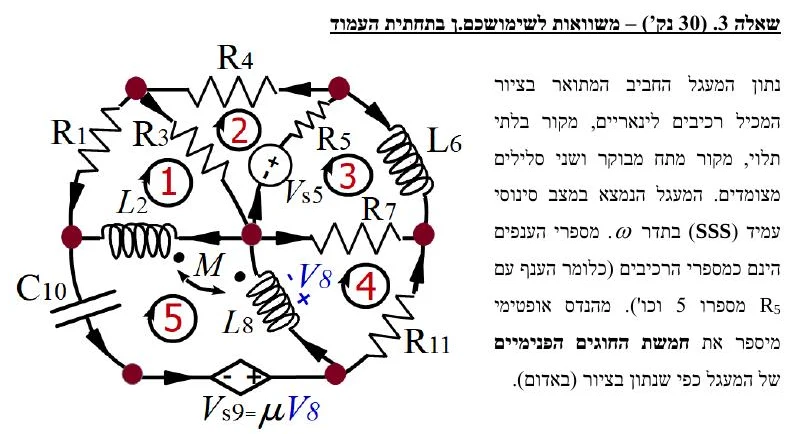 שאלה 3. (30 נק') – משוואות לשימושכם.ן בתחתית העמוד
נתון המעגל החביב המתואר בציור
המכיל רכיבים לינאריים, מקור בלתי
תלוי, מקור מתח מבוקר ושני סלילים
מצומדים. המעגל הנמצא במצב סינוסי
עמיד (SSS) בתדר ω. מספרי הענפים
הינם כמספרי הרכיבים (כלומר הענף עם
R5 מספרו 5 וכו'). מהנדס אופטימי
מיספר את חמשת החוגים הפנימיים
של המעגל כפי שנתון בציור (באדום).
R4
R1
R3
2
R5
L6
1
+
-
Vs5
3
L2
R7
M
V8
C10
5
L8
+
4
R11
- +
Vs9=μV8